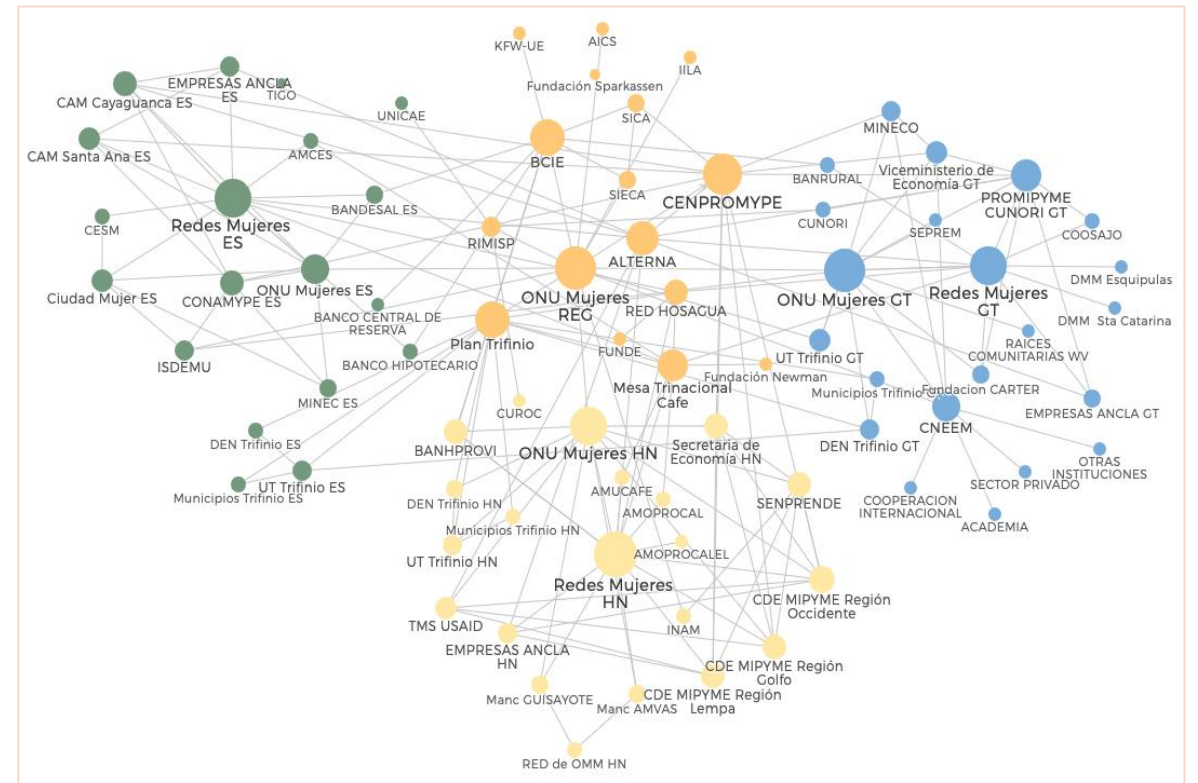 KFW-UE
AICS
IILA
Fundación Sparkassen
EMPRESAS ANCLA
ES
TIGO
CAM Cayaguanca ES
UNICAE
SICA
MINECO
BCIE
CAM Santa Ana ES
AMCES
Viceministerio de
Economía GT
BANRURAL
SIECA
CENPROMYPE
PROMIPYME
CUNORI GT
BANDESAL ES
Redes Mujeres
ES
CESM
RIMISP
CUNORI
SEPREM
COOSAJO
ALTERNA
Ciudad Mujer ES
CONAMYPE ES
ONU Mujeres ES
ONU Mujeres
REG
RED HOSAGUA
ONU Mujeres GT
Redes Mujeres
GT
DMM Esquipulas
BANCO CENTRAL DE
RESERVA
DMM Sta Catarina
Plan Trifinio
FUNDE
UT Trifinio GT
RAICES
COMUNITARIAS WV
ISDEMU
BANCO HIPOTECARIO
Mesa Trinacional
Cafe
Fundación Newman
Municipios Trifinio GT
Fundacion CARTER
MINEC ES
CUROC
EMPRESAS ANCLA GT
CNEEM
DEN Trifinio ES
BANHPROVI
ONU Mujeres HN
Secretaria de
Economía HN
DEN Trifinio GT
OTRAS
INSTITUCIONES
UT Trifinio ES
Municipios Trifinio ES
AMUCAFE
SENPRENDE
SECTOR PRIVADO
COOPERACION
INTERNACIONAL
DEN Trifinio HN
AMOPROCAL
ACADEMIA
Municipios Trifinio HN
UT Trifinio HN
AMOPROCALEL
Redes Mujeres
HN
CDE MIPYME Región
Occidente
TMS USAID
INAM
EMPRESAS ANCLA
HN
CDE MIPYME Región
Golfo
Manc GUISAYOTE
Manc AMVAS
CDE MIPYME Región
Lempa
RED de OMM HN